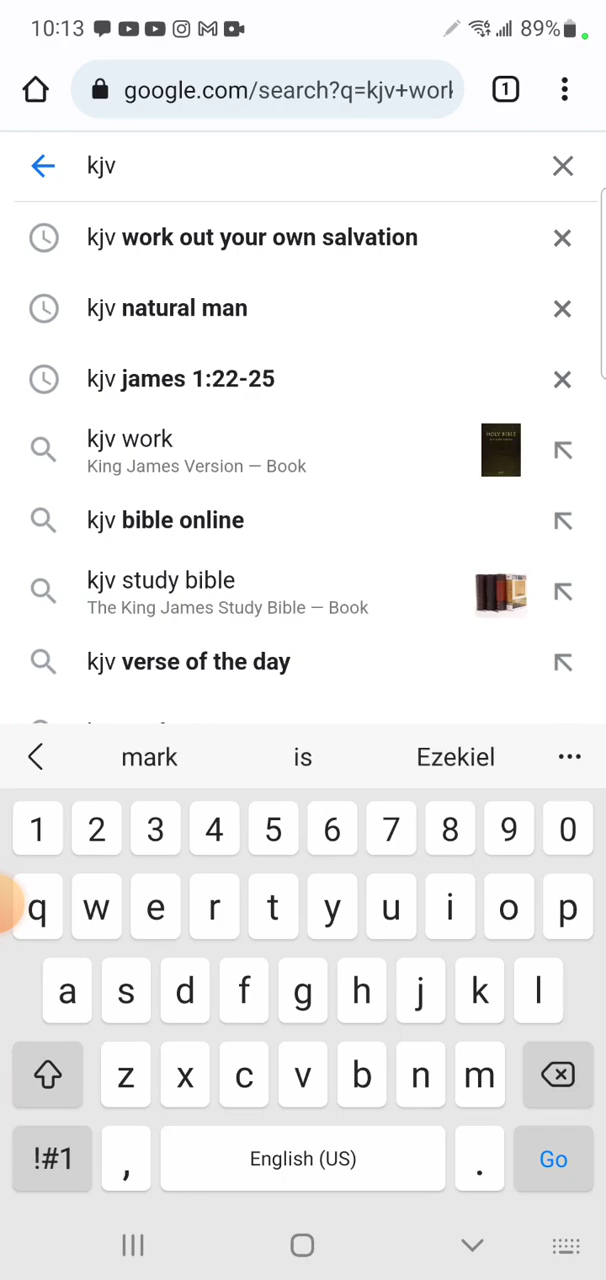 10:13 89%
google.com/search?q=kjv+work 1
kjv
kjv work out your own salvation
kjv natural man
kjv james 1:22-25
kjv work
King James Version — Book
HOLY BIBLE
kjv bible online
kjv study bible
The King James Study Bible — Book
kjv verse of the day
mark is Ezekiel ...
1 2 3 4 5 6 7 8 9 0
q w e r t y u i o p
a s d f g h j k l
z x c v b n m
!#1 , English (US) . Go